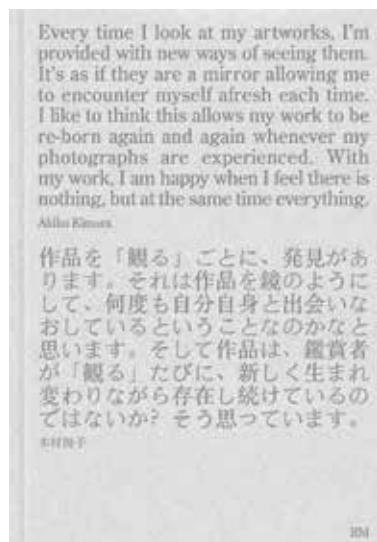 Every time I look at my artworks, I'm
provided with new ways of seeing them.
It's as if they are a mirror allowing me
to encounter myself afresh each time.
I like to think this allows my work to be
re-born again and again whenever my
photographs are experienced. With
my work, I am happy when I feel there is
nothing, but at the same time everything.
Akiko Kimura
作品を「観る」ごとに、発見があ
ります。それは作品を鏡のように
して、何度も自分自身と出会いな
おしているということなのかなと
思います。そして作品は、鑑賞者
が「観る」たびに、新しく生まれ
変わりながら存在し続けているの
ではないか? そう思っています。
RM